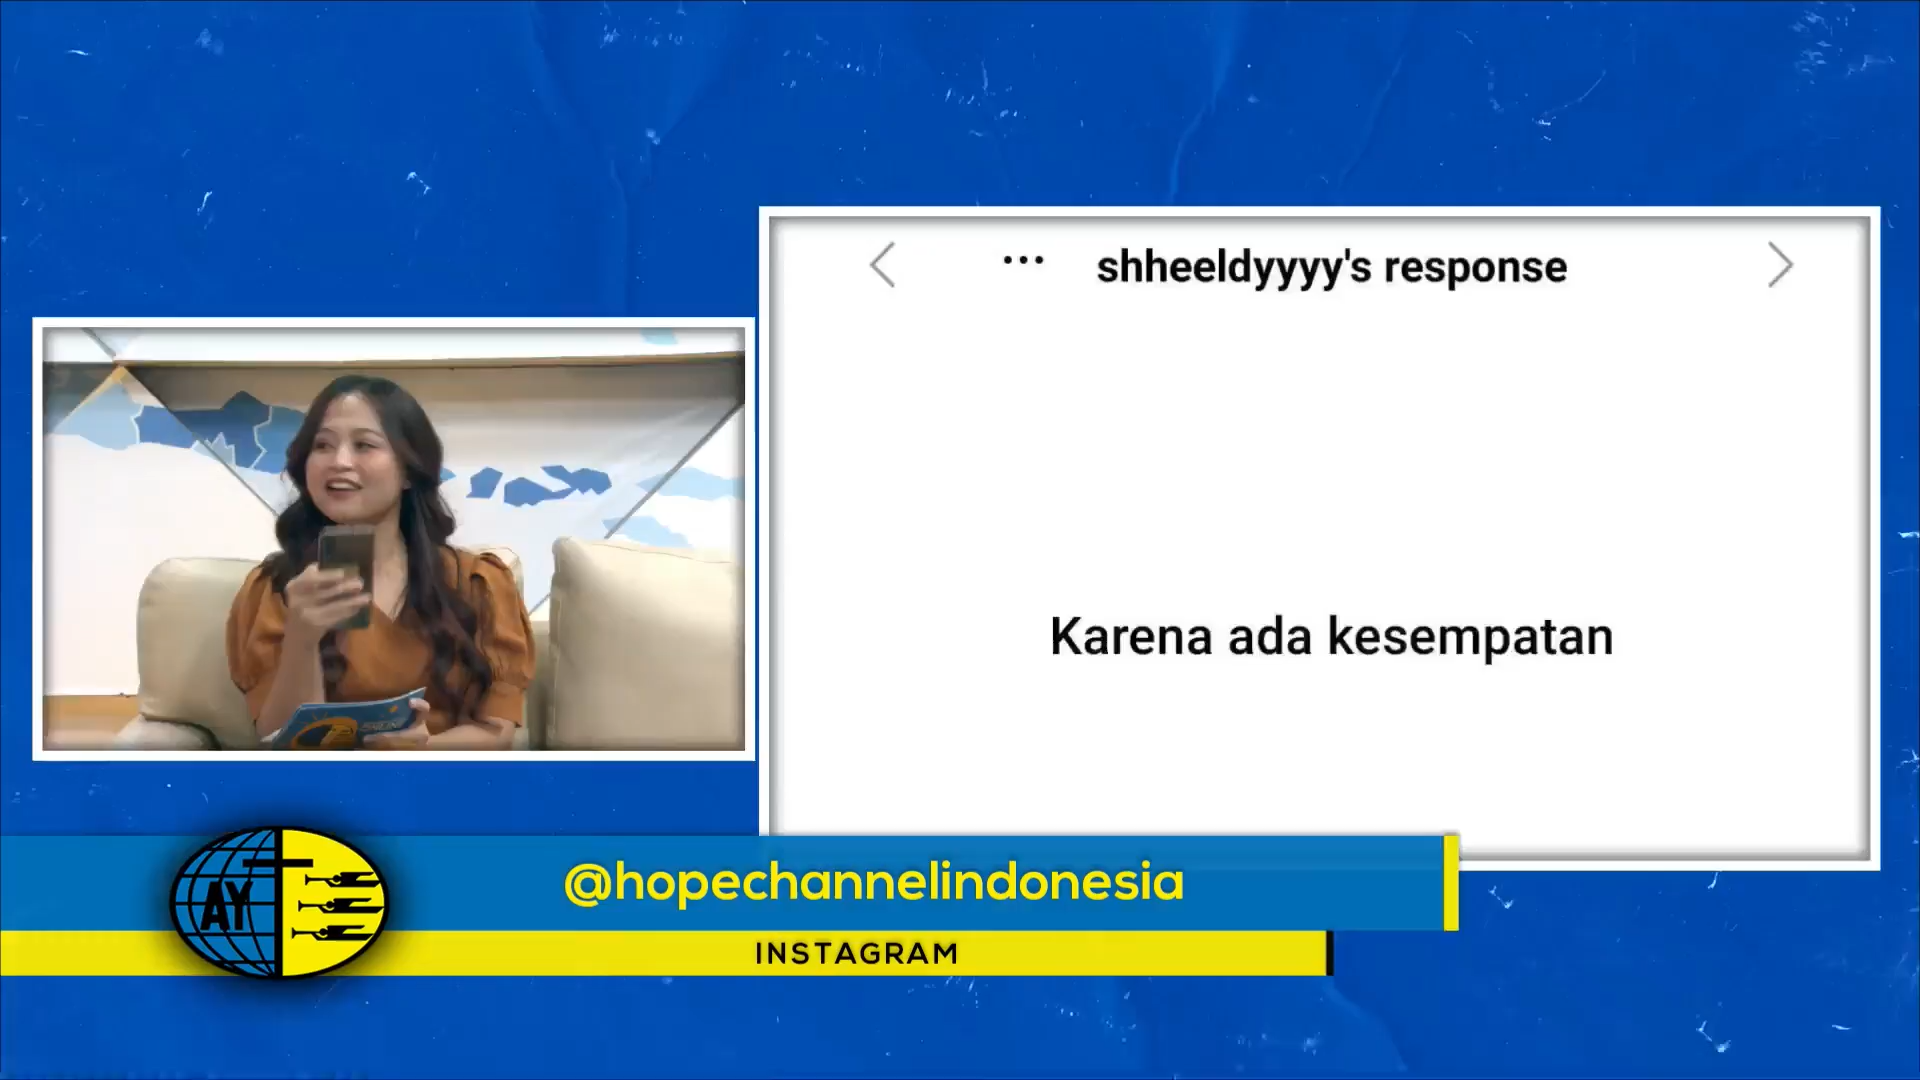 shheeldyyyy's response
Karena ada kesempatan
AY
@hopechannelindonesia
INSTAGRAM